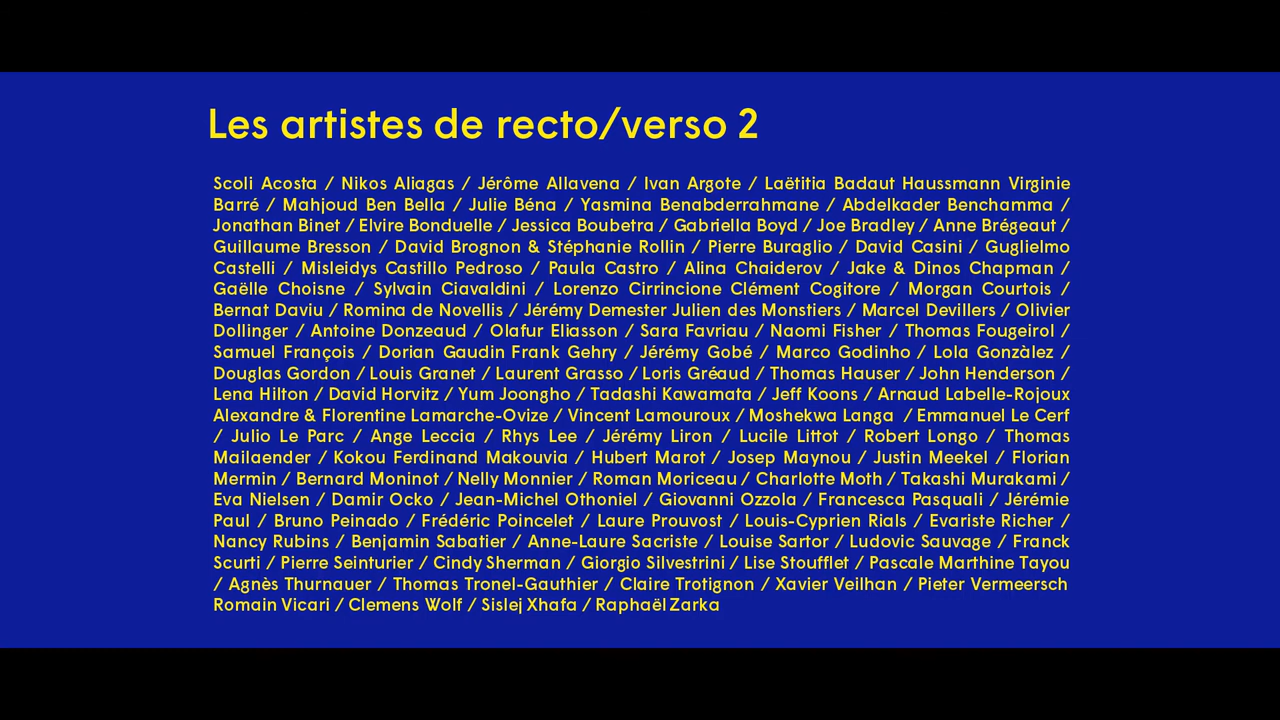 Les artistes de recto/verso 2
Scoli Acosta / Nikos Aliagas / Jérôme Allavena / Ivan Argote / Laëtitia Badaut Haussmann Virginie
Barré / Mahjoud Ben Bella / Julie Béna / Yasmina Benabderrahmane / Abdelkader Benchamma /
Jonathan Binet / Elvire Bonduelle / Jessica Boubetra / Gabriella Boyd / Joe Bradley / Anne Brégeaut /
Guillaume Bresson / David Brognon & Stéphanie Rollin / Pierre Buraglio / David Casini / Guglielmo
Castelli / Misleidys Castillo Pedroso / Paula Castro / Alina Chaiderov / Jake & Dinos Chapman /
Gaëlle Choisne / Sylvain Ciavaldini / Lorenzo Cirrincione Clément Cogitore / Morgan Courtois /
Bernat Daviu / Romina de Novellis / Jérémy Demester Julien des Monstiers / Marcel Devillers / Olivier
Dollinger / Antoine Donzeaud / Olafur Eliasson / Sara Favriau / Naomi Fisher / Thomas Fougeirol /
Samuel François / Dorian Gaudin Frank Gehry / Jérémy Gobé / Marco Godinho / Lola Gonzàlez /
Douglas Gordon / Louis Granet / Laurent Grasso / Loris Gréaud / Thomas Hauser / John Henderson /
Lena Hilton / David Horvitz / Yum Joongho / Tadashi Kawamata / Jeff Koons / Arnaud Labelle-Rojoux
Alexandre & Florentine Lamarche-Ovize / Vincent Lamouroux / Moshekwa Langa / Emmanuel Le Cerf
/ Julio Le Parc / Ange Leccia / Rhys Lee / Jérémy Liron / Lucile Littot / Robert Longo / Thomas
Mailaender / Kokou Ferdinand Makouvia / Hubert Marot / Josep Maynou / Justin Meekel / Florian
Mermin / Bernard Moninot / Nelly Monnier / Roman Moriceau / Charlotte Moth / Takashi Murakami /
Eva Nielsen / Damir Ocko / Jean-Michel Othoniel / Giovanni Ozzola / Francesca Pasquali / Jérémie
Paul / Bruno Peinado / Frédéric Poincelet / Laure Prouvost / Louis-Cyprien Rials / Evariste Richer /
Nancy Rubins / Benjamin Sabatier / Anne-Laure Sacriste / Louise Sartor / Ludovic Sauvage / Franck
Scurti / Pierre Seinturier / Cindy Sherman / Giorgio Silvestrini / Lise Stoufflet / Pascale Marthine Tayou
/ Agnès Thurnauer / Thomas Tronel-Gauthier / Claire Trotignon / Xavier Veilhan / Pieter Vermeersch
Romain Vicari / Clemens Wolf / Sislej Xhafa / Raphaël Zarka